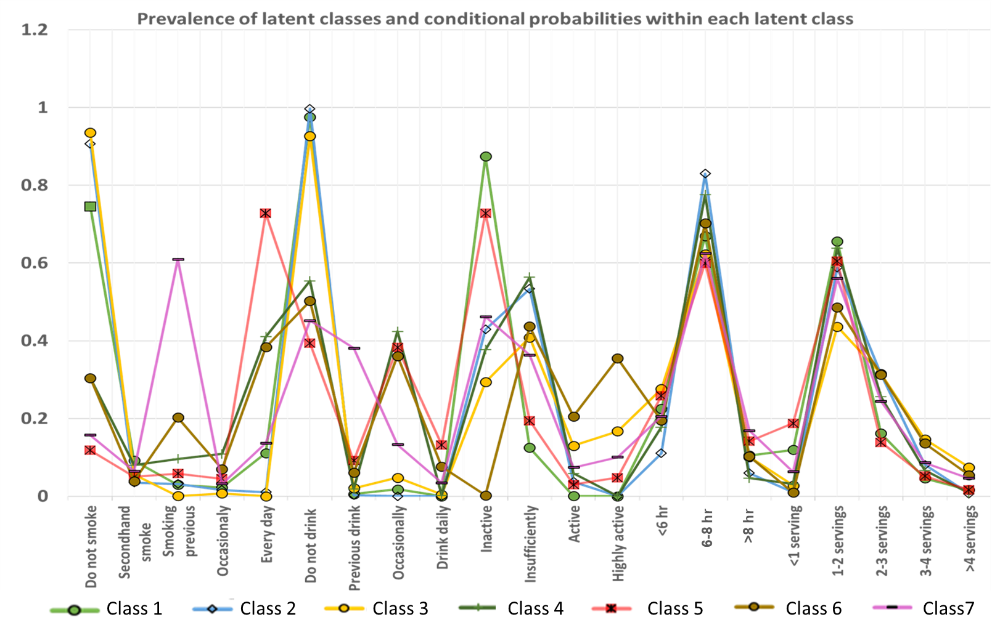 Prevalence of latent classes and conditional probabilities within each latent class
1.2
1
0.8
0.6
0.4
0.2
0
Do not smoke
Secondhand
smoke
Smoking
previous
Occasionaly
Every day
Do not drink
Previous drink
Occasionally
Drink daily
Inactive
Insufficiently
Active
Highly active
<6 hr
6-8 hr
>8 hr
<1 serving
1-2 servings
2-3 servings
3-4 servings
>4 servings
Class 1
Class 2
Class 3
Class 4
Class 5
Class 6
Class7